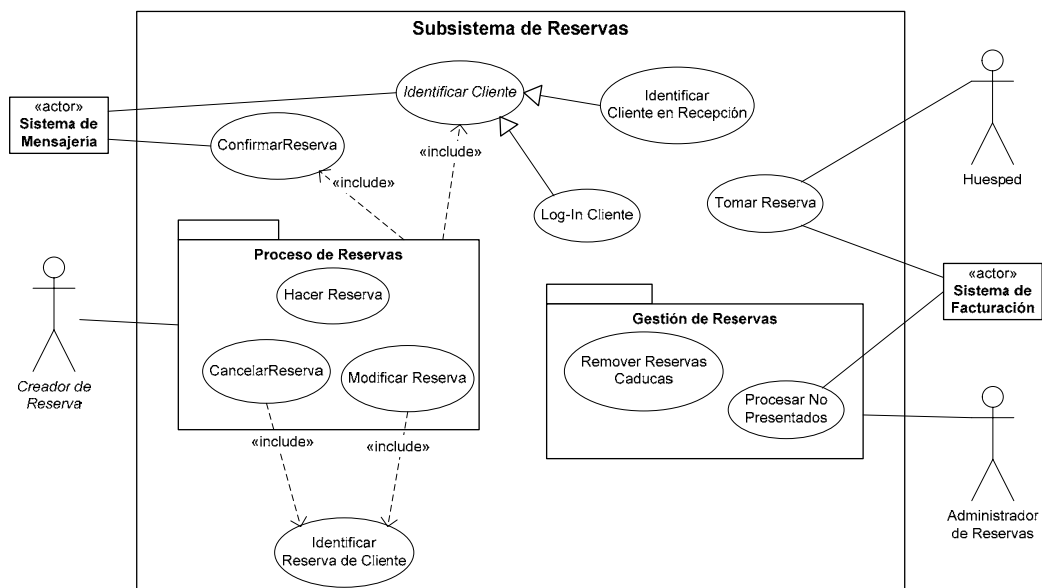 Subsistema de Reservas
«actor»
Sistema de
Mensajería
Identificar Cliente
Identificar
Cliente en Recepción
ConfirmarReserva
«include»
«include»
Log-In Cliente
Tomar Reserva
Huesped
Proceso de Reservas
Hacer Reserva
CancelarReserva
Modificar Reserva
Creador de
Reserva
«actor»
Sistema de
Facturación
Gestión de Reservas
Remover Reservas
Caducas
Procesar No
Presentados
Administrador
de Reservas
«include»
«include»
Identificar
Reserva de Cliente